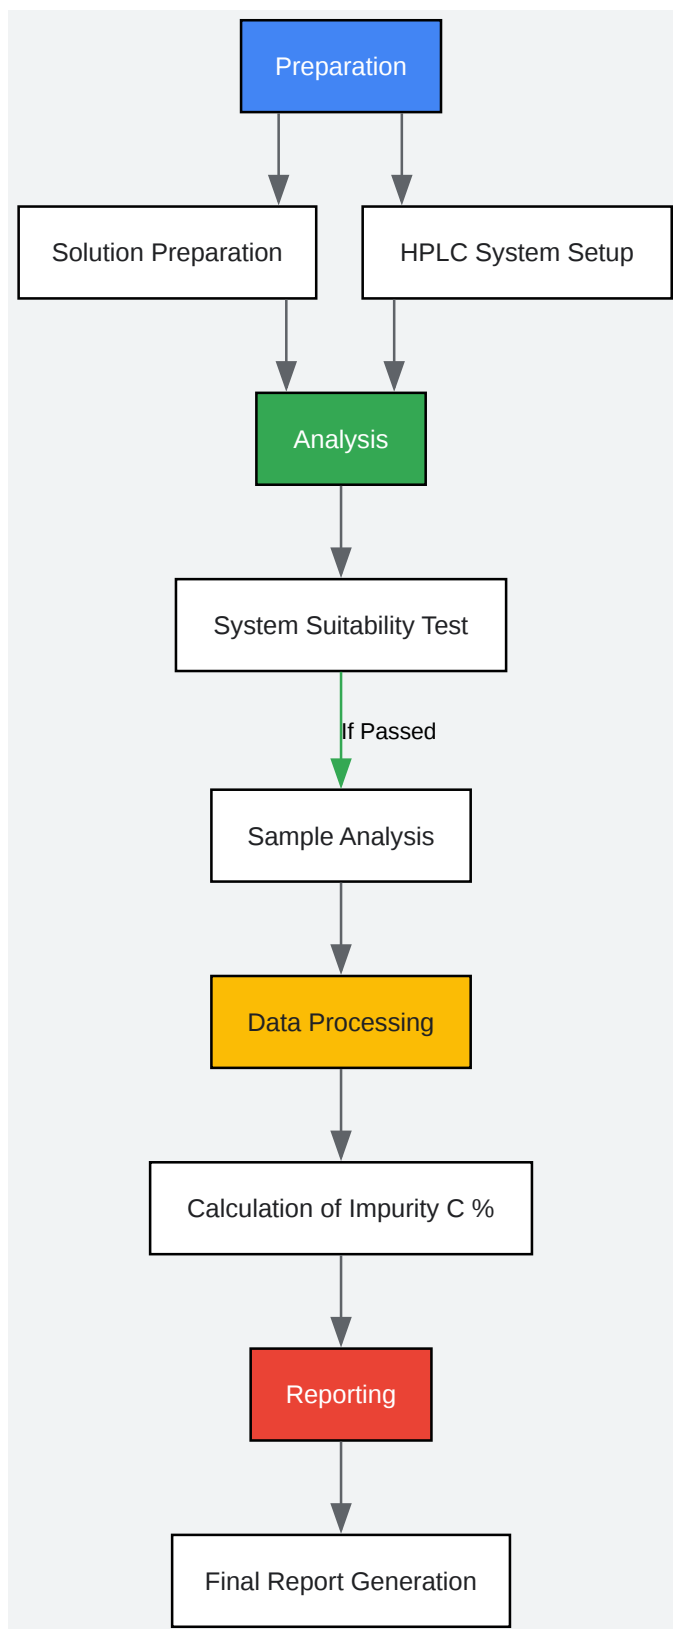 Preparation
Solution Preparation
HPLC System Setup
Analysis
System Suitability Test
If Passed
Sample Analysis
Data Processing
Calculation of Impurity C %
Reporting
Final Report Generation